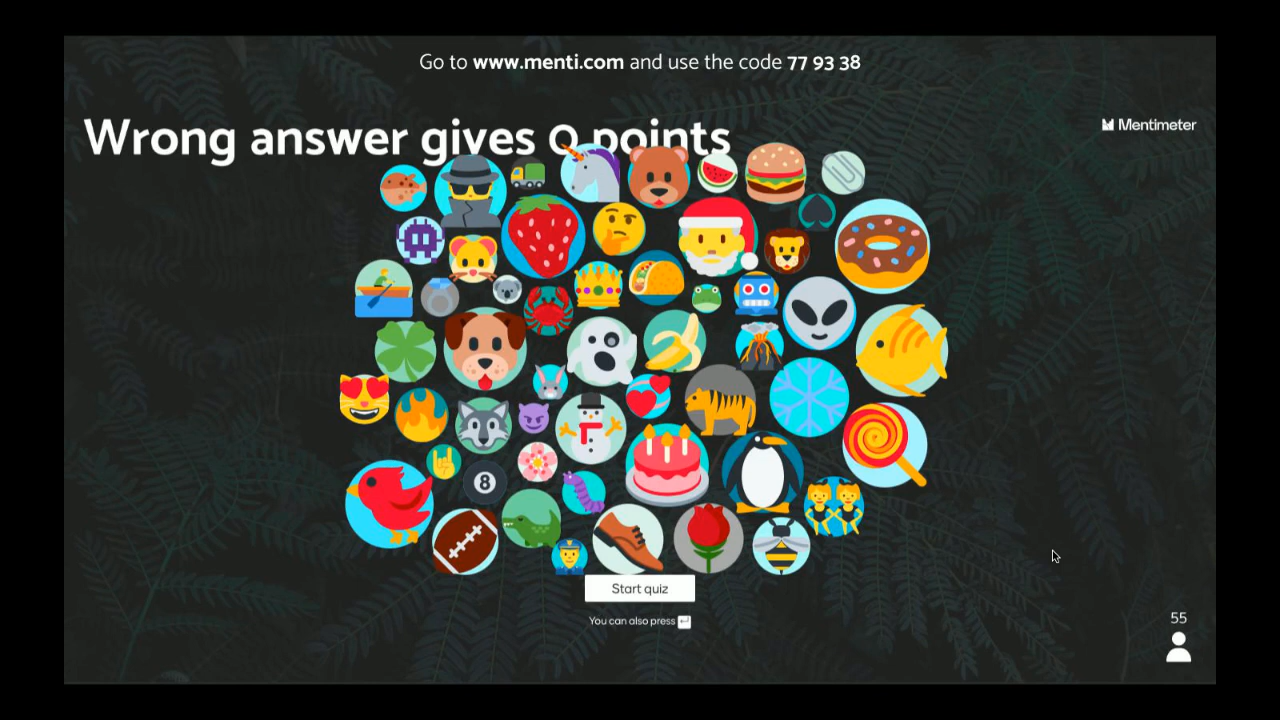 Go to www.menti.com and use the code 77 93 38
Wrong answer gives 0 points
Mentimeter
8
Start quiz
You can also press
55